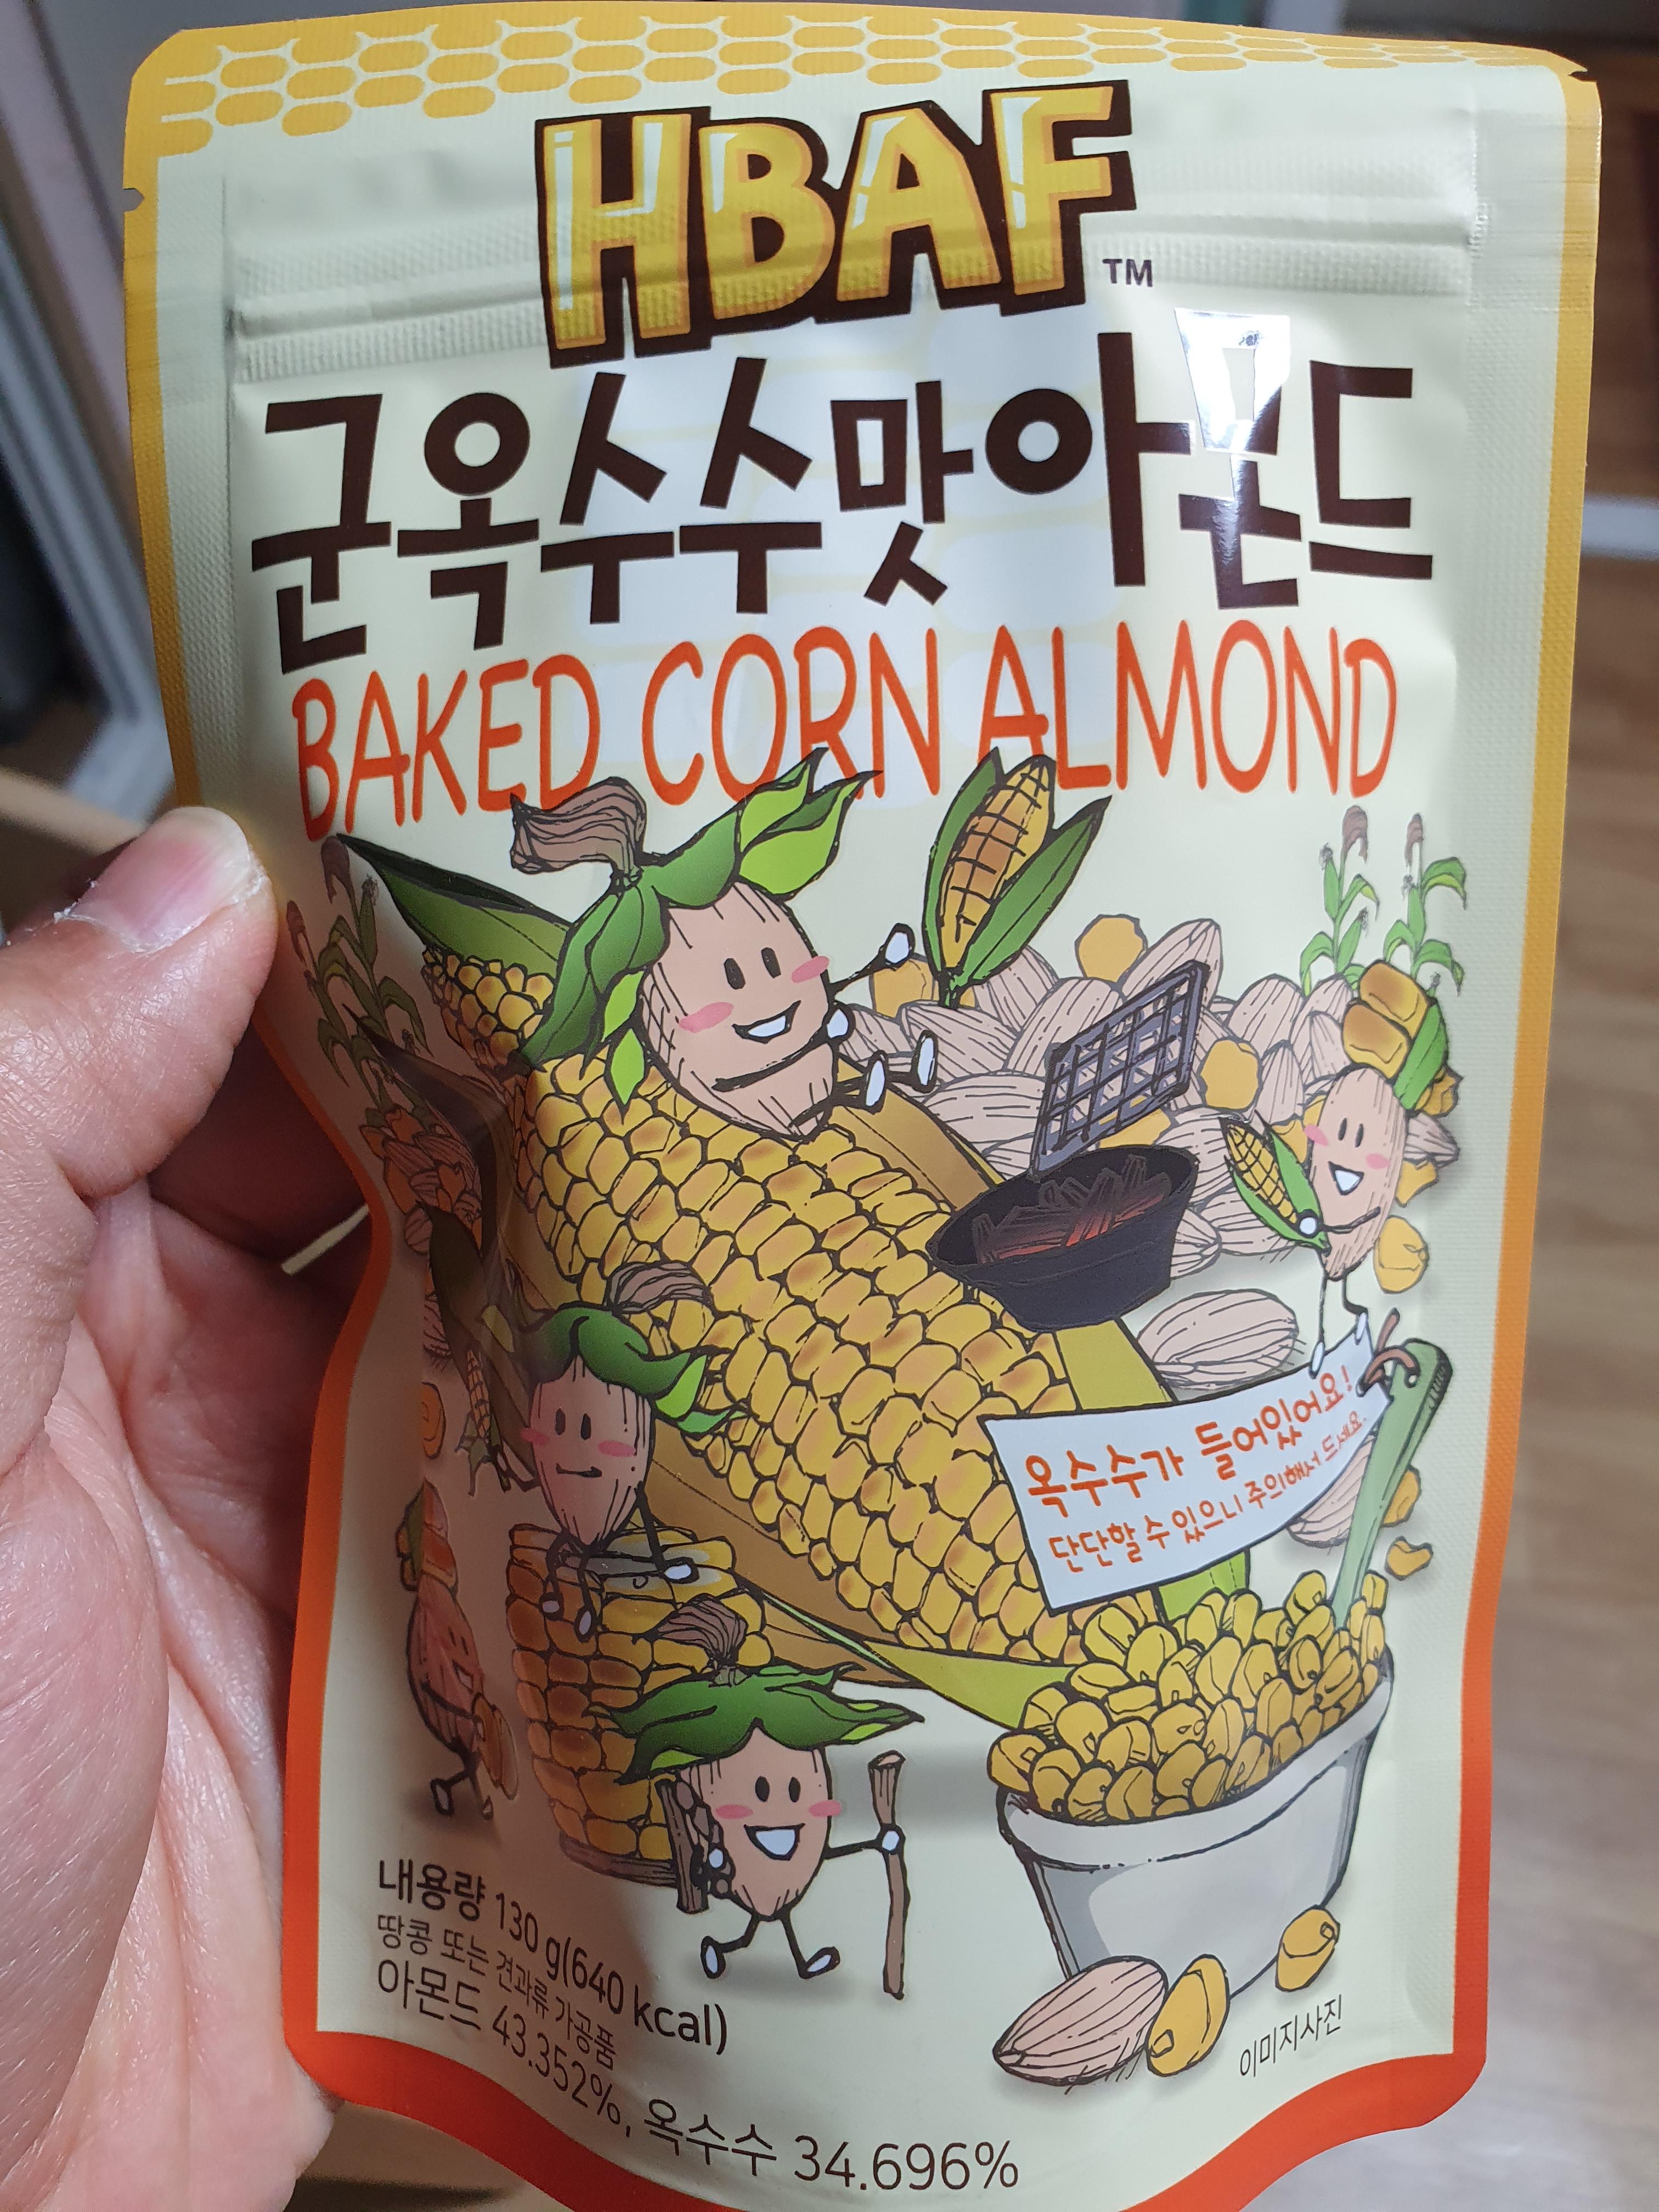 HBAF™
군옥수수맛아몬드
BAKED CORN ALMOND
옥수수가 들어있어요!
단단할 수 있으니 주의해서 드세요.
내용량 130 g(640 kcal)
땅콩 또는 견과류 가공품
아몬드 43.352%, 옥수수 34.696%
이미지사진